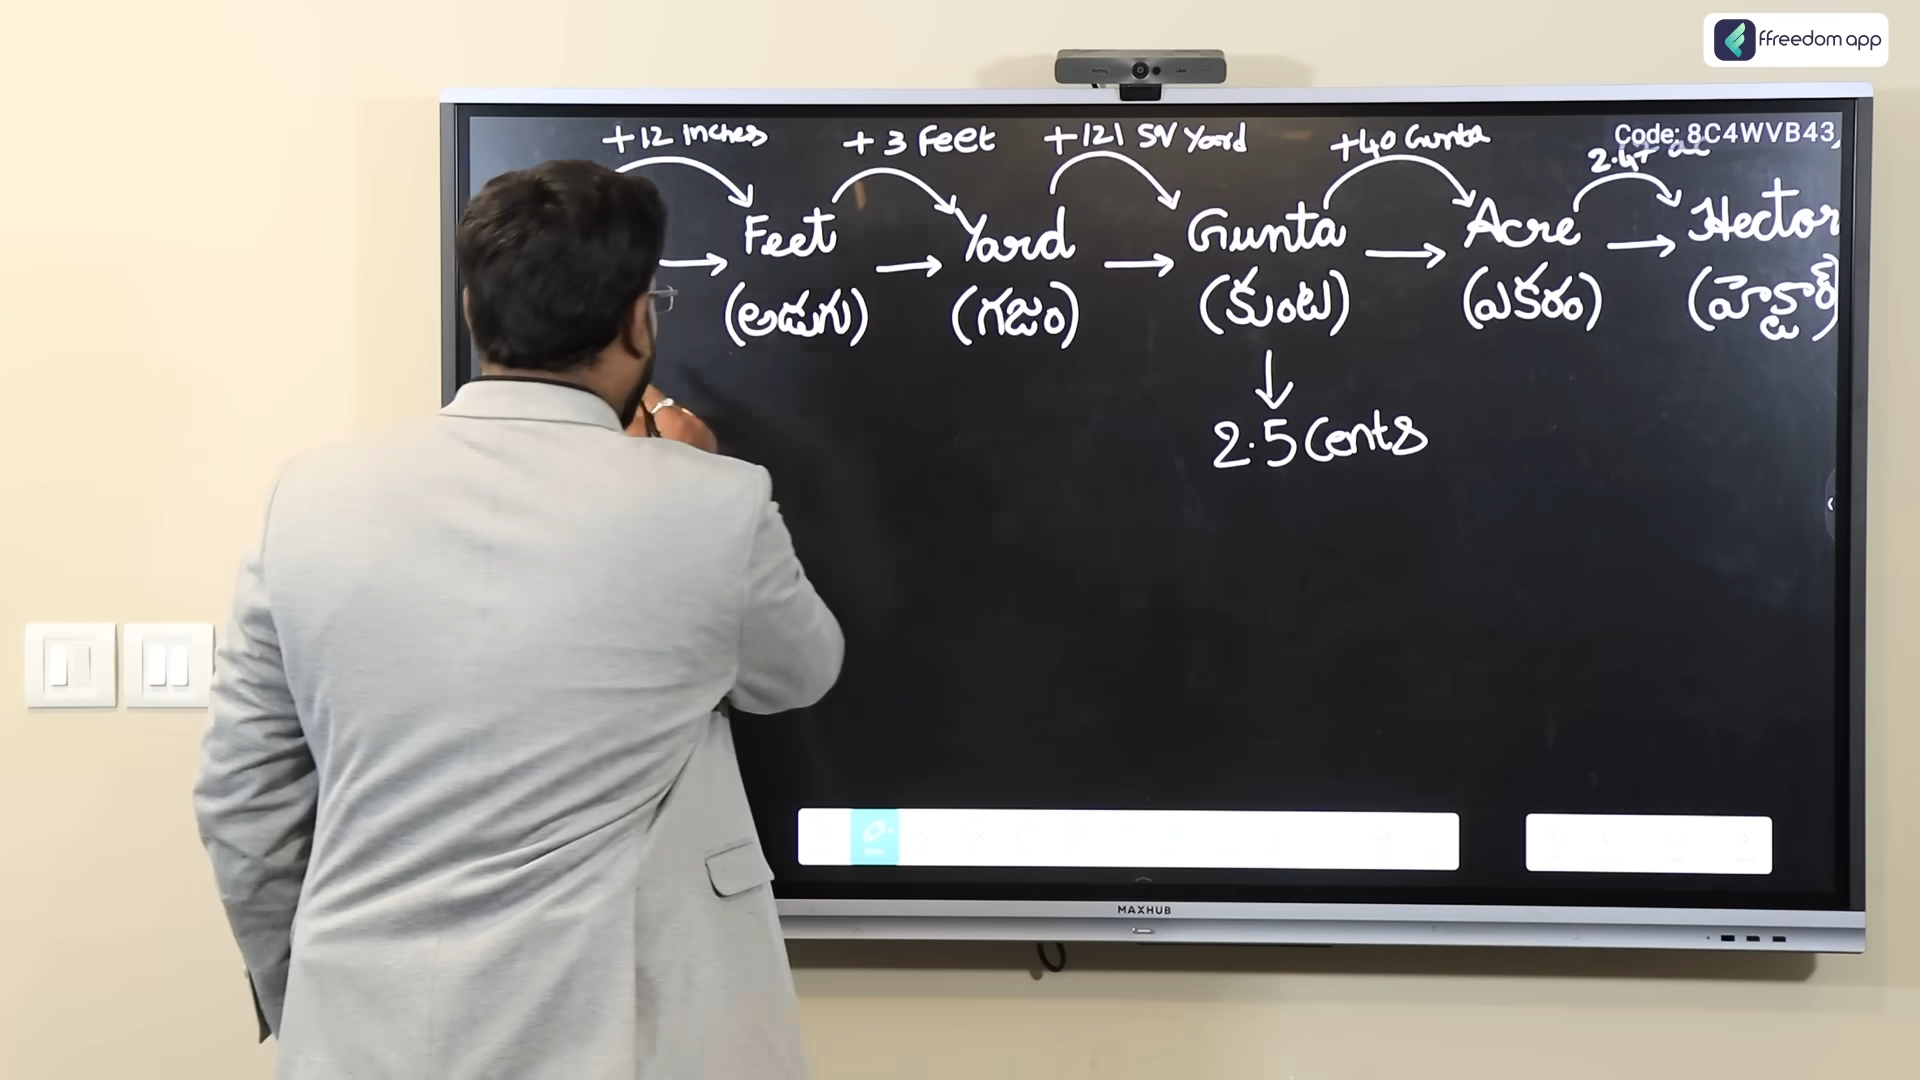 ffreedom app
+12 Inches + 3 Feet +121 SQ Yard +40 Gunta Code: 8C4WVB43
2.47 ac
→ Feet → Yard → Gunta → Acre → Hector
(అడుగు) (గజం) (కుంట) (ఎకరం) (హెక్టార్)
↓
2.5 Cents
MAXHUB